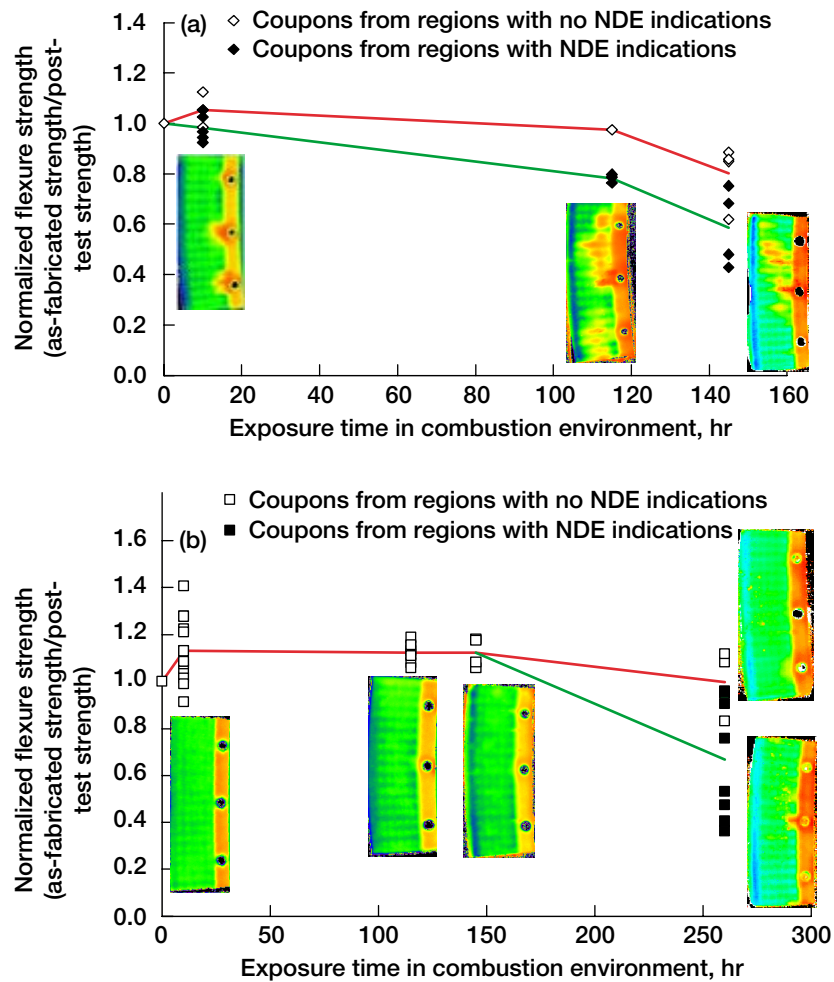 (a)
Coupons from regions with no NDE indications
Coupons from regions with NDE indications
Normalized flexure strength
(as-fabricated strength/post-
test strength)
1.4
1.2
1.0
0.8
0.6
0.4
0.2
0.0
0 20 40 60 80 100 120 140 160
Exposure time in combustion environment, hr
(b)
Coupons from regions with no NDE indications
Coupons from regions with NDE indications
Normalized flexure strength
(as-fabricated strength/post-
test strength)
1.6
1.4
1.2
1.0
0.8
0.6
0.4
0.2
0.0
0 50 100 150 200 250 300
Exposure time in combustion environment, hr